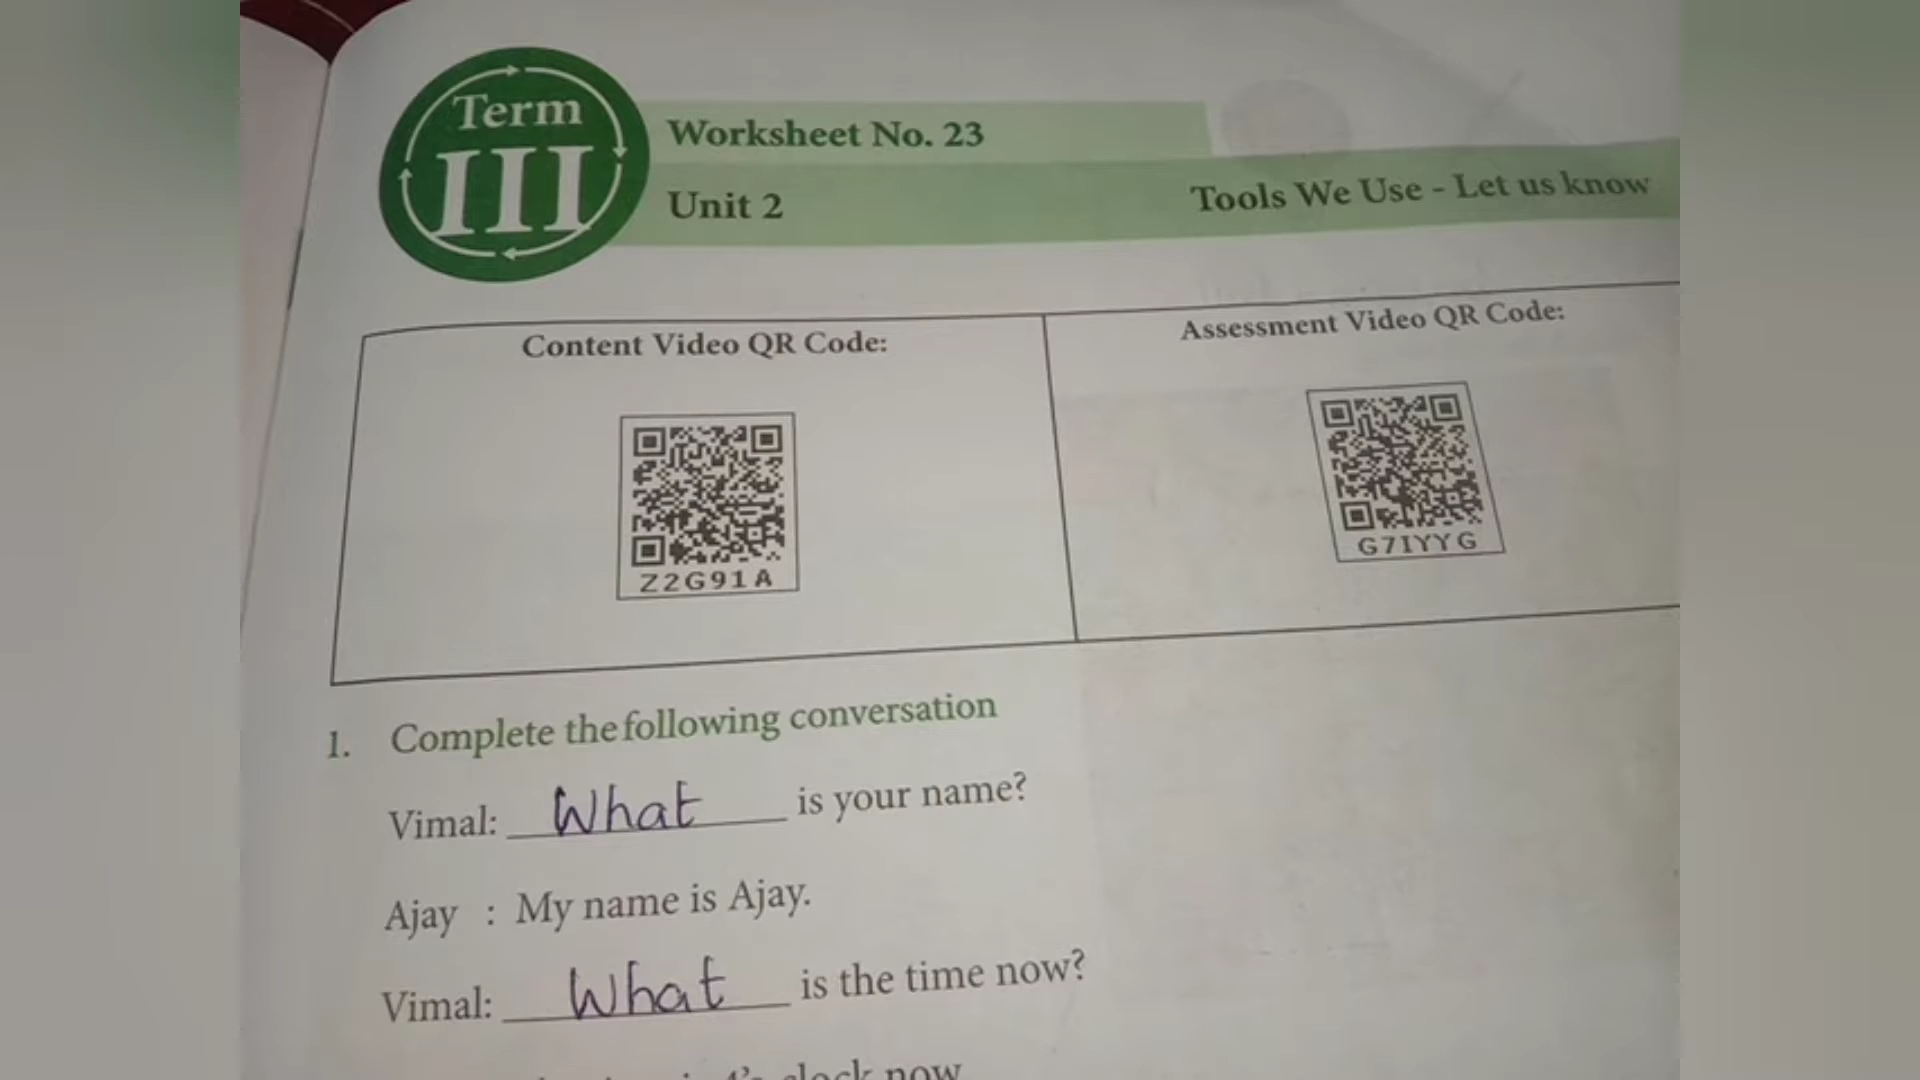 Term
III
Worksheet No. 23
Unit 2 Tools We Use - Let us know
Content Video QR Code: Assessment Video QR Code:
Z2G91A G7IYYG
1. Complete the following conversation
Vimal: What is your name?
Ajay : My name is Ajay.
Vimal: What is the time now?
clock now